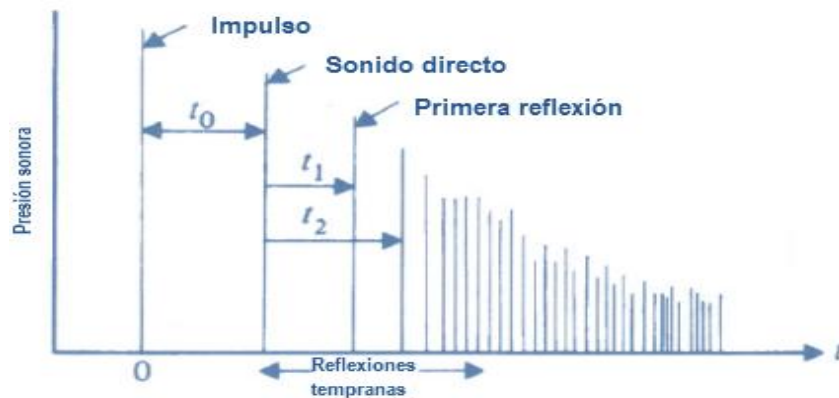 Impulso
Sonido directo
Primera reflexión
t0
t1
t2
Presión sonora
0
t
Reflexiones
tempranas